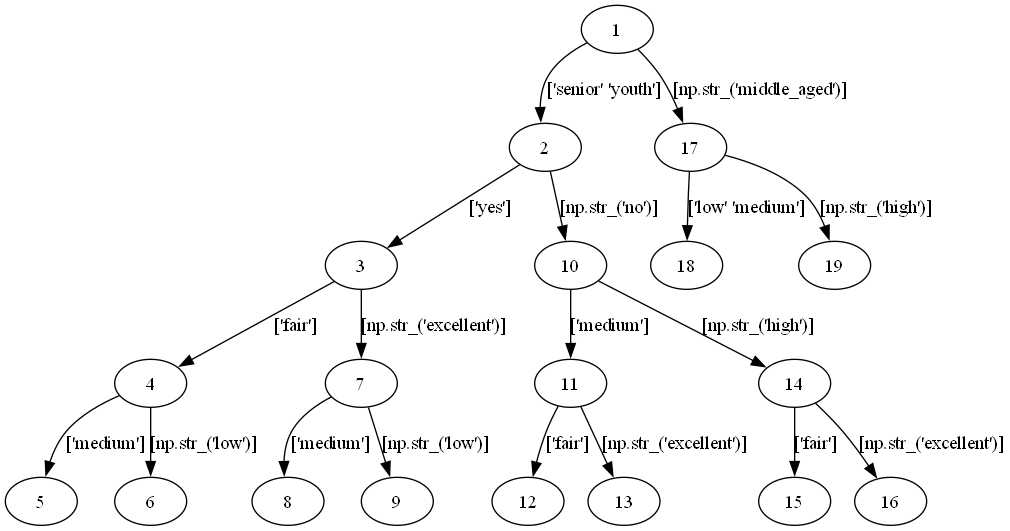 1
['senior' 'youth']
[np.str_('middle_aged')]
2
17
['yes']
[np.str_('no')]
['low' 'medium']
[np.str_('high')]
3
10
18
19
['fair']
[np.str_('excellent')]
['medium']
[np.str_('high')]
4
7
11
14
['medium']
[np.str_('low')]
['medium']
[np.str_('low')]
['fair']
[np.str_('excellent')]
['fair']
[np.str_('excellent')]
5
6
8
9
12
13
15
16